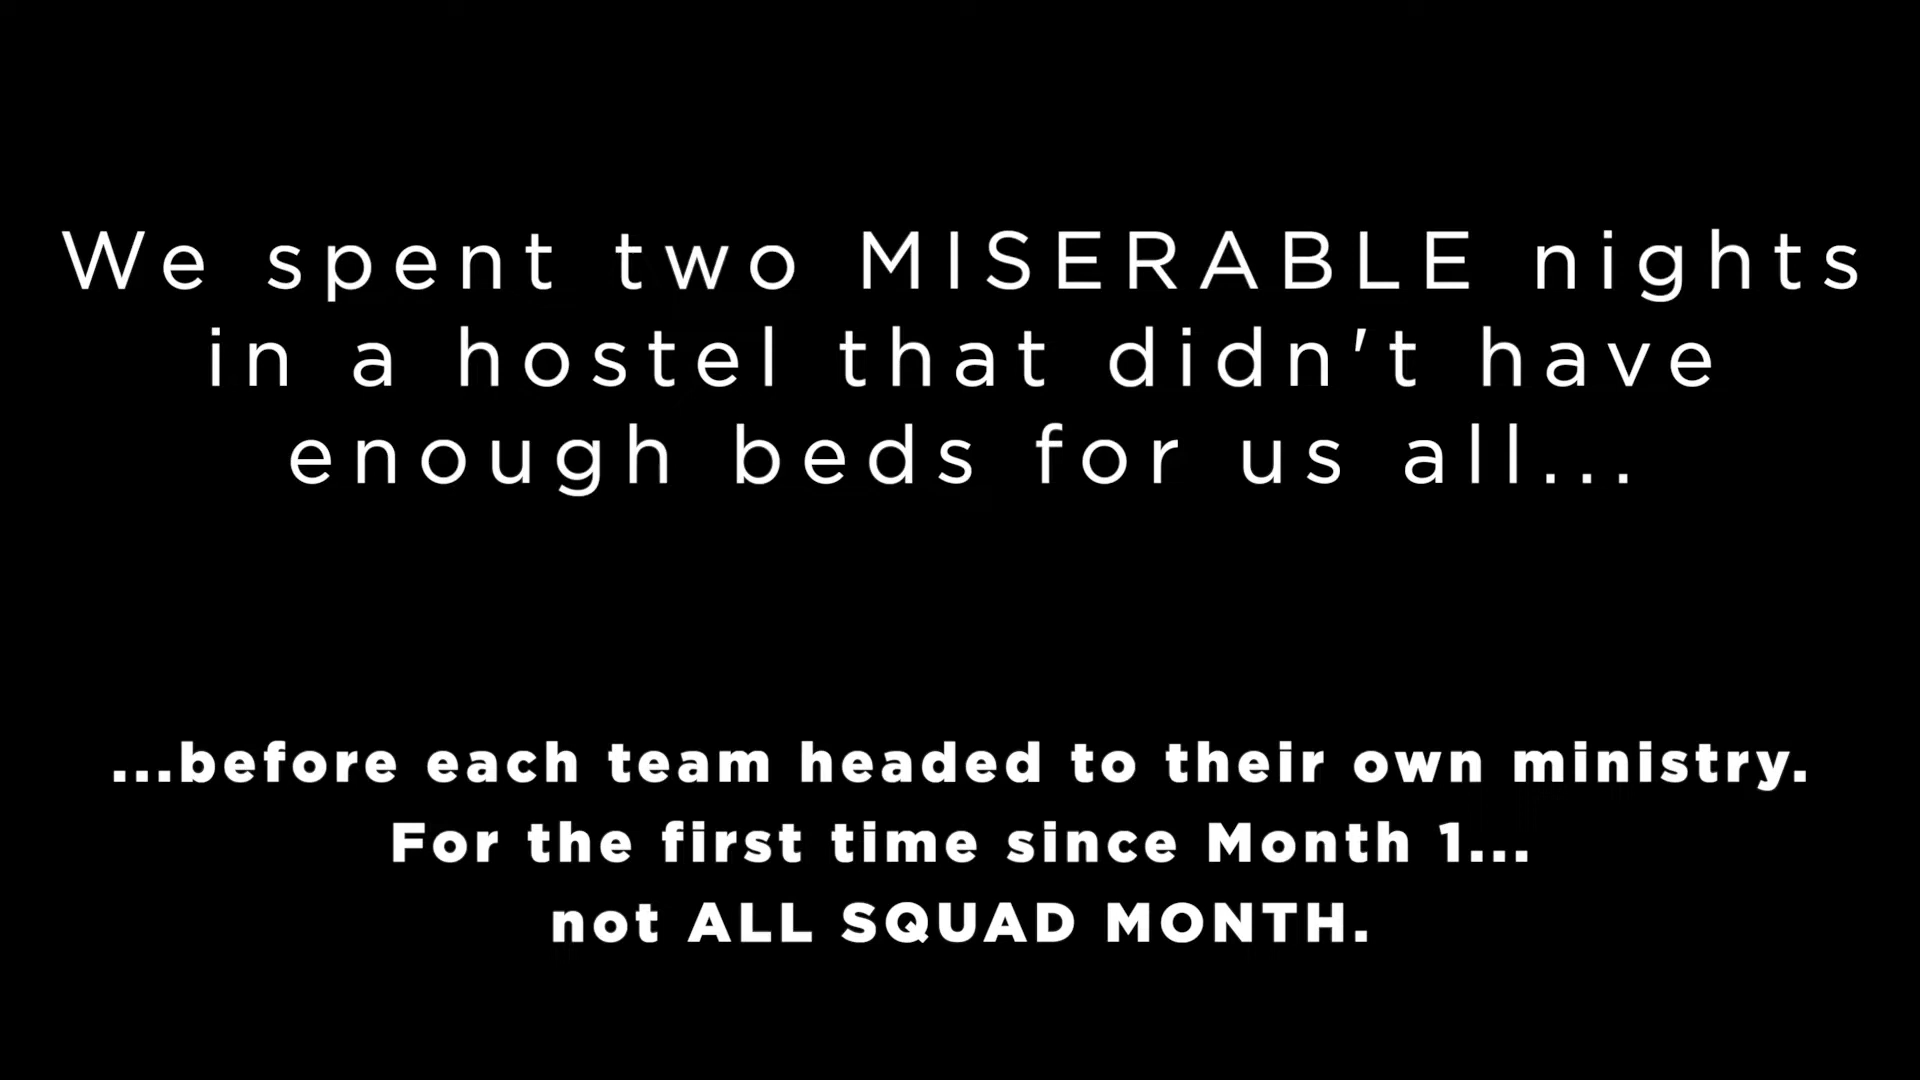 We spent two MISERABLE nights
in a hostel that didn't have
enough beds for us all...
...before each team headed to their own ministry.
For the first time since Month 1...
not ALL SQUAD MONTH.